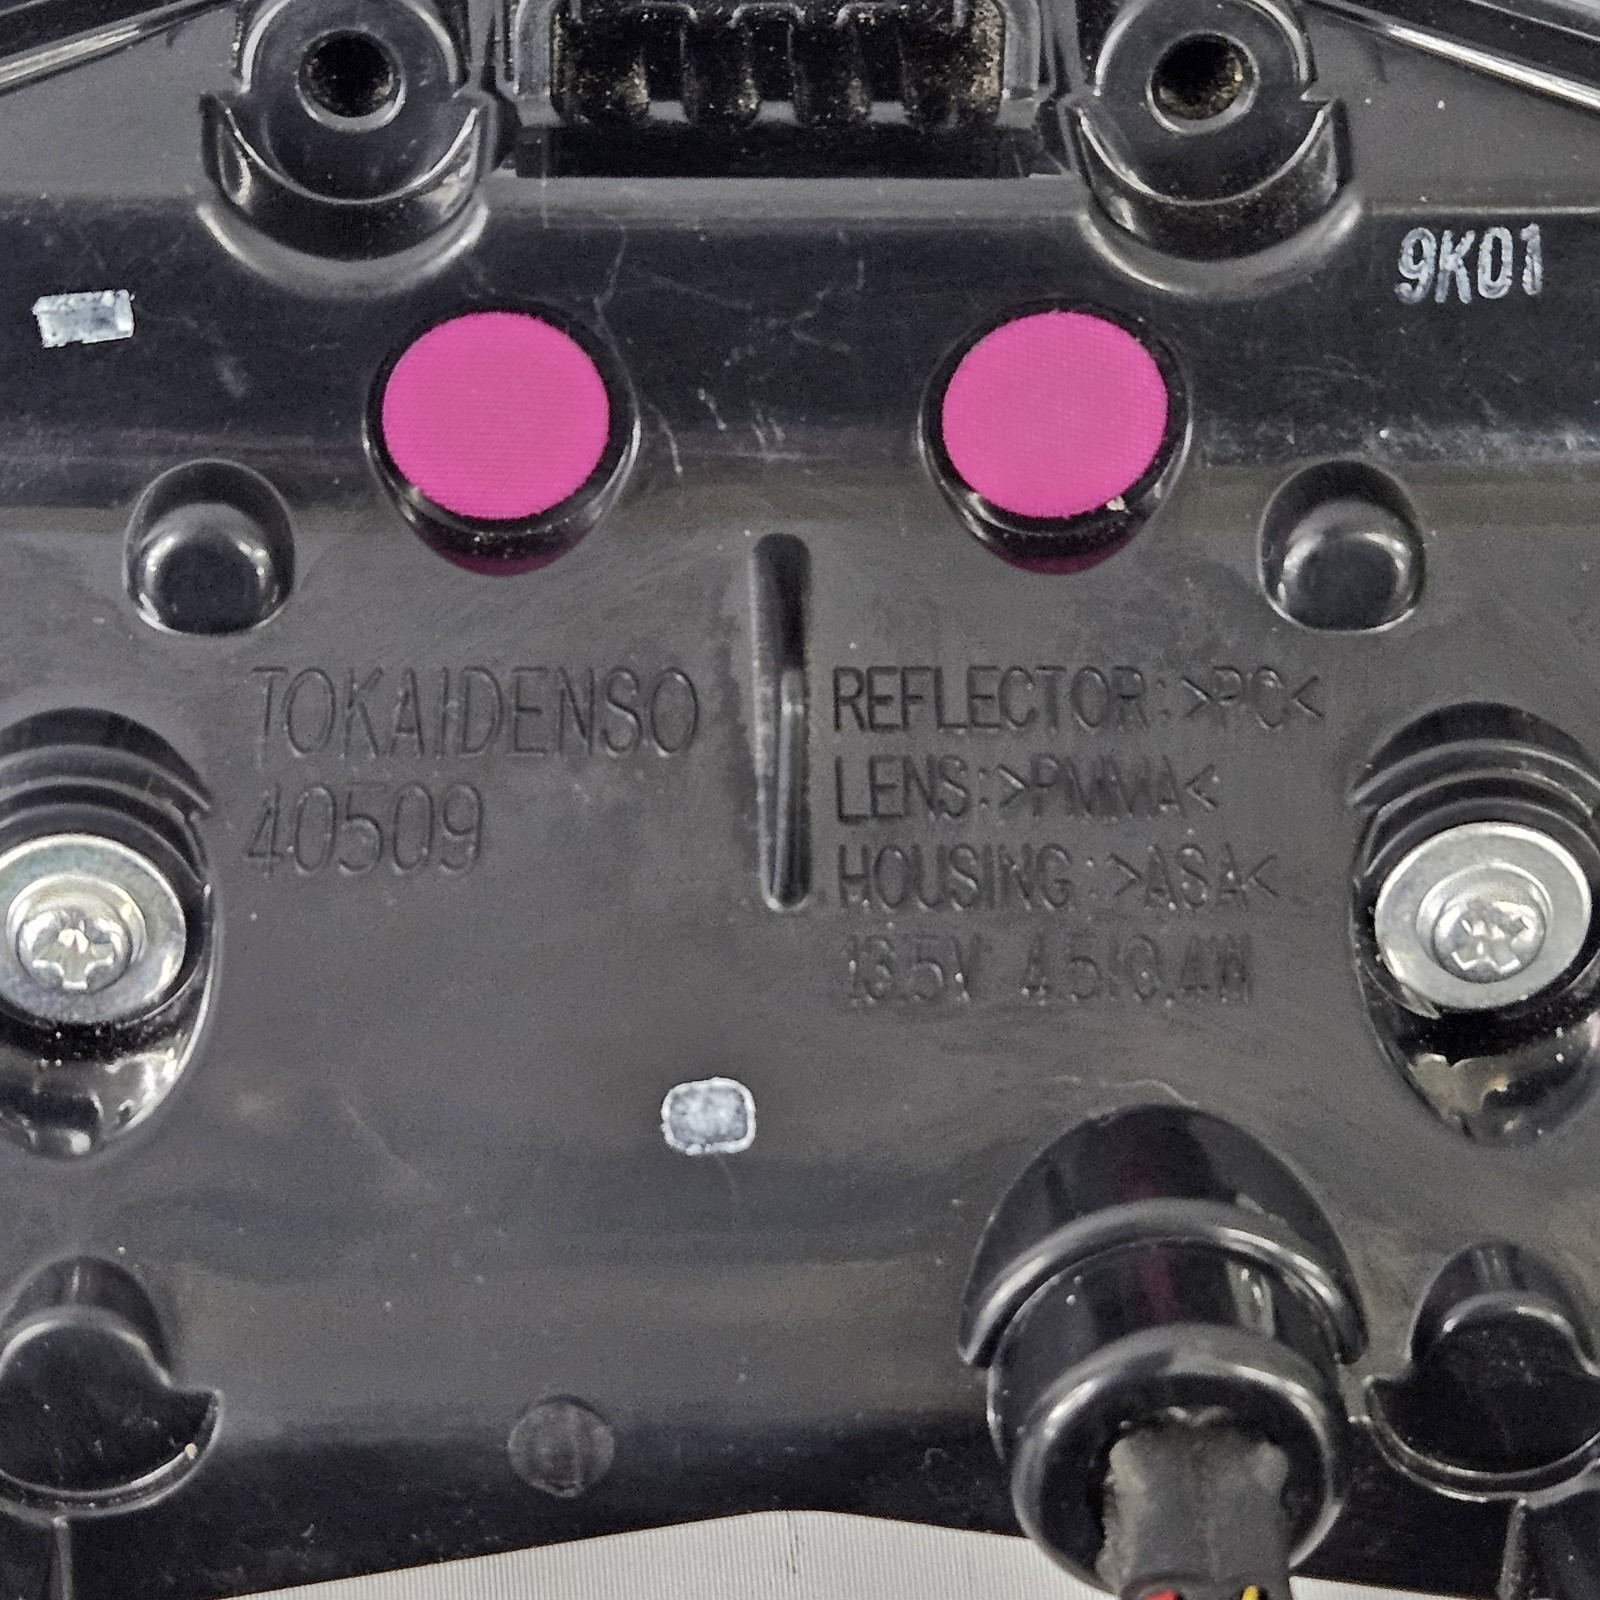 9K01
TOKAIDENSO
40509
REFLECTOR:>PC<
LENS:>PMMA<
HOUSING:>ASA<
13.5V 4.5/0.4W